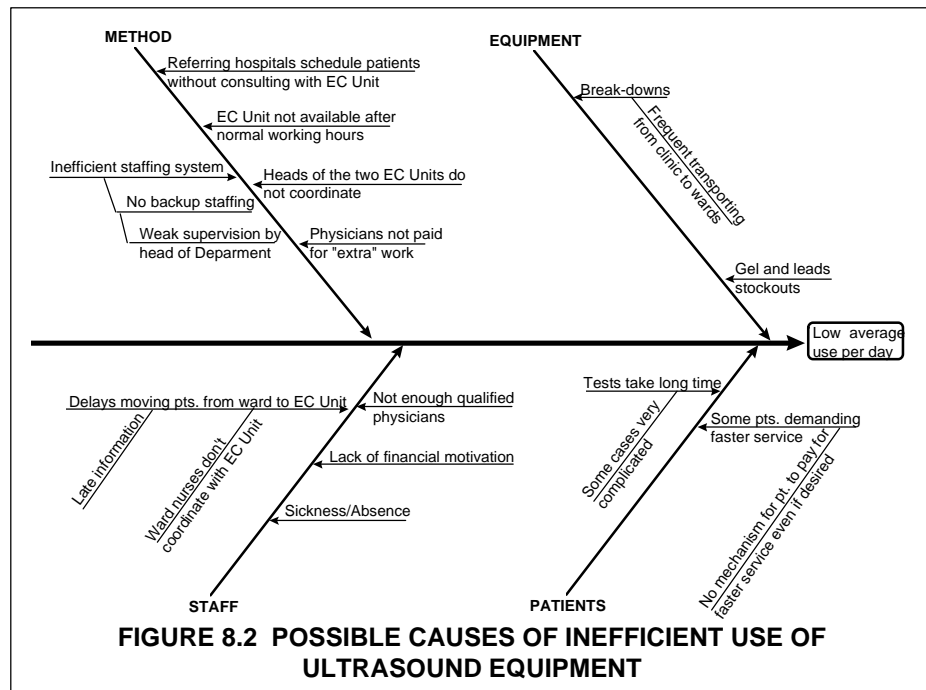 METHOD
Referring hospitals schedule patients
without consulting with EC Unit
EC Unit not available after
normal working hours
Inefficient staffing system
Heads of the two EC Units do
not coordinate
No backup staffing
Weak supervision by
head of Deparment
Physicians not paid
for "extra" work
EQUIPMENT
Break-downs
Frequent transporting
from clinic to wards
Gel and leads
stockouts
Low average
use per day
Delays moving pts. from ward to EC Unit
Late information
Ward nurses don't
coordinate with EC Unit
Not enough qualified
physicians
Lack of financial motivation
Sickness/Absence
STAFF
Tests take long time
Some cases very
complicated
Some pts. demanding
faster service
No mechanism for pt. to pay for
faster service even if desired
PATIENTS
FIGURE 8.2 POSSIBLE CAUSES OF INEFFICIENT USE OF
ULTRASOUND EQUIPMENT